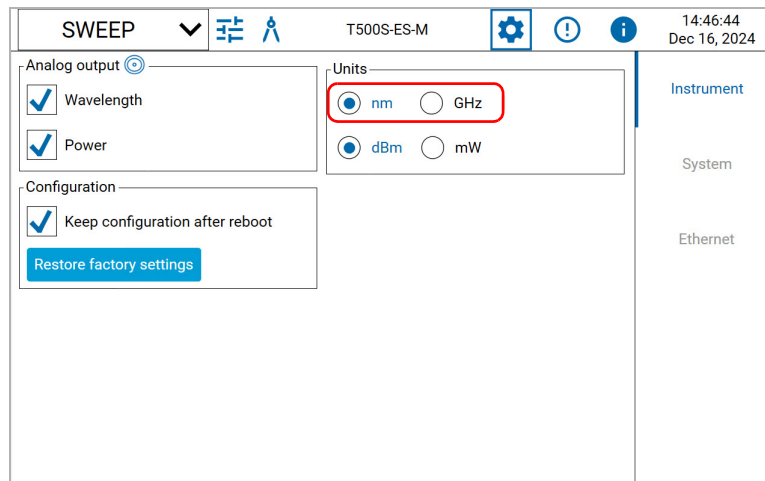 SWEEP
T500S-ES-M
14:46:44
Dec 16, 2024
Analog output
Wavelength
Power
Units
nm GHz
dBm mW
Configuration
Keep configuration after reboot
Restore factory settings
Instrument
System
Ethernet